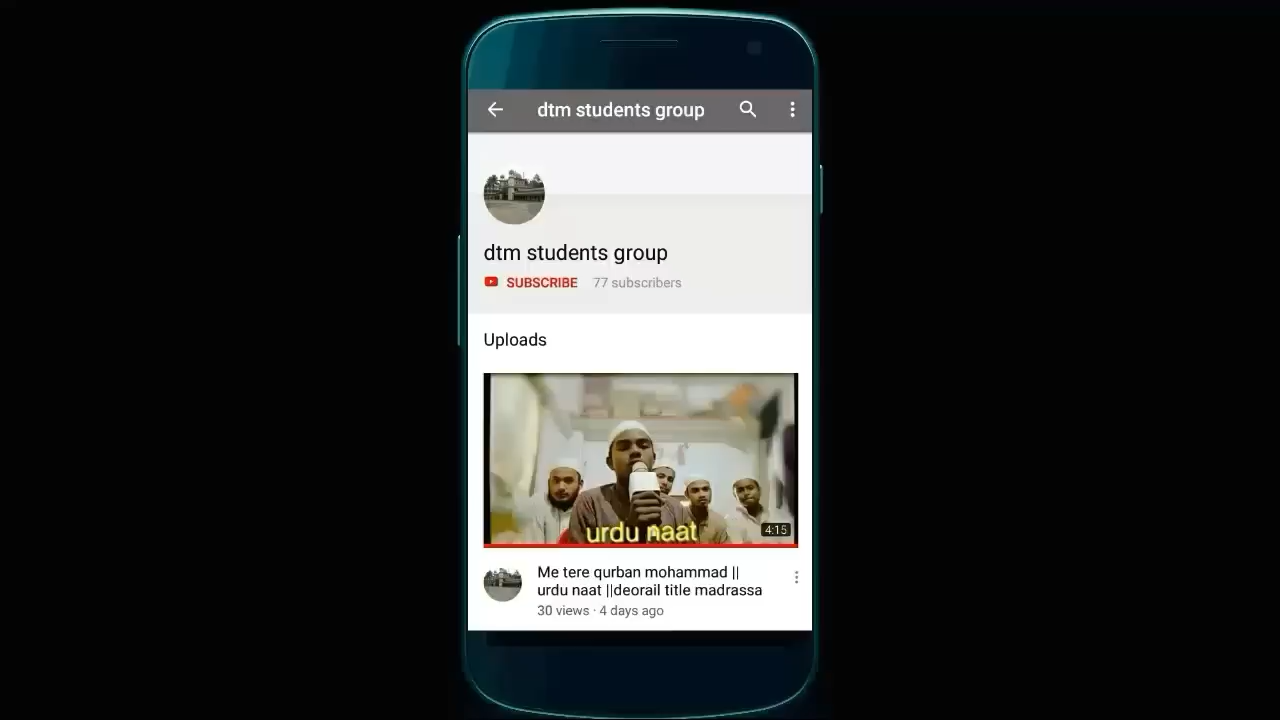 dtm students group
dtm students group
SUBSCRIBE 77 subscribers
Uploads
urdu naat
4:15
Me tere qurban mohammad ||
urdu naat ||deorail title madrassa
30 views · 4 days ago